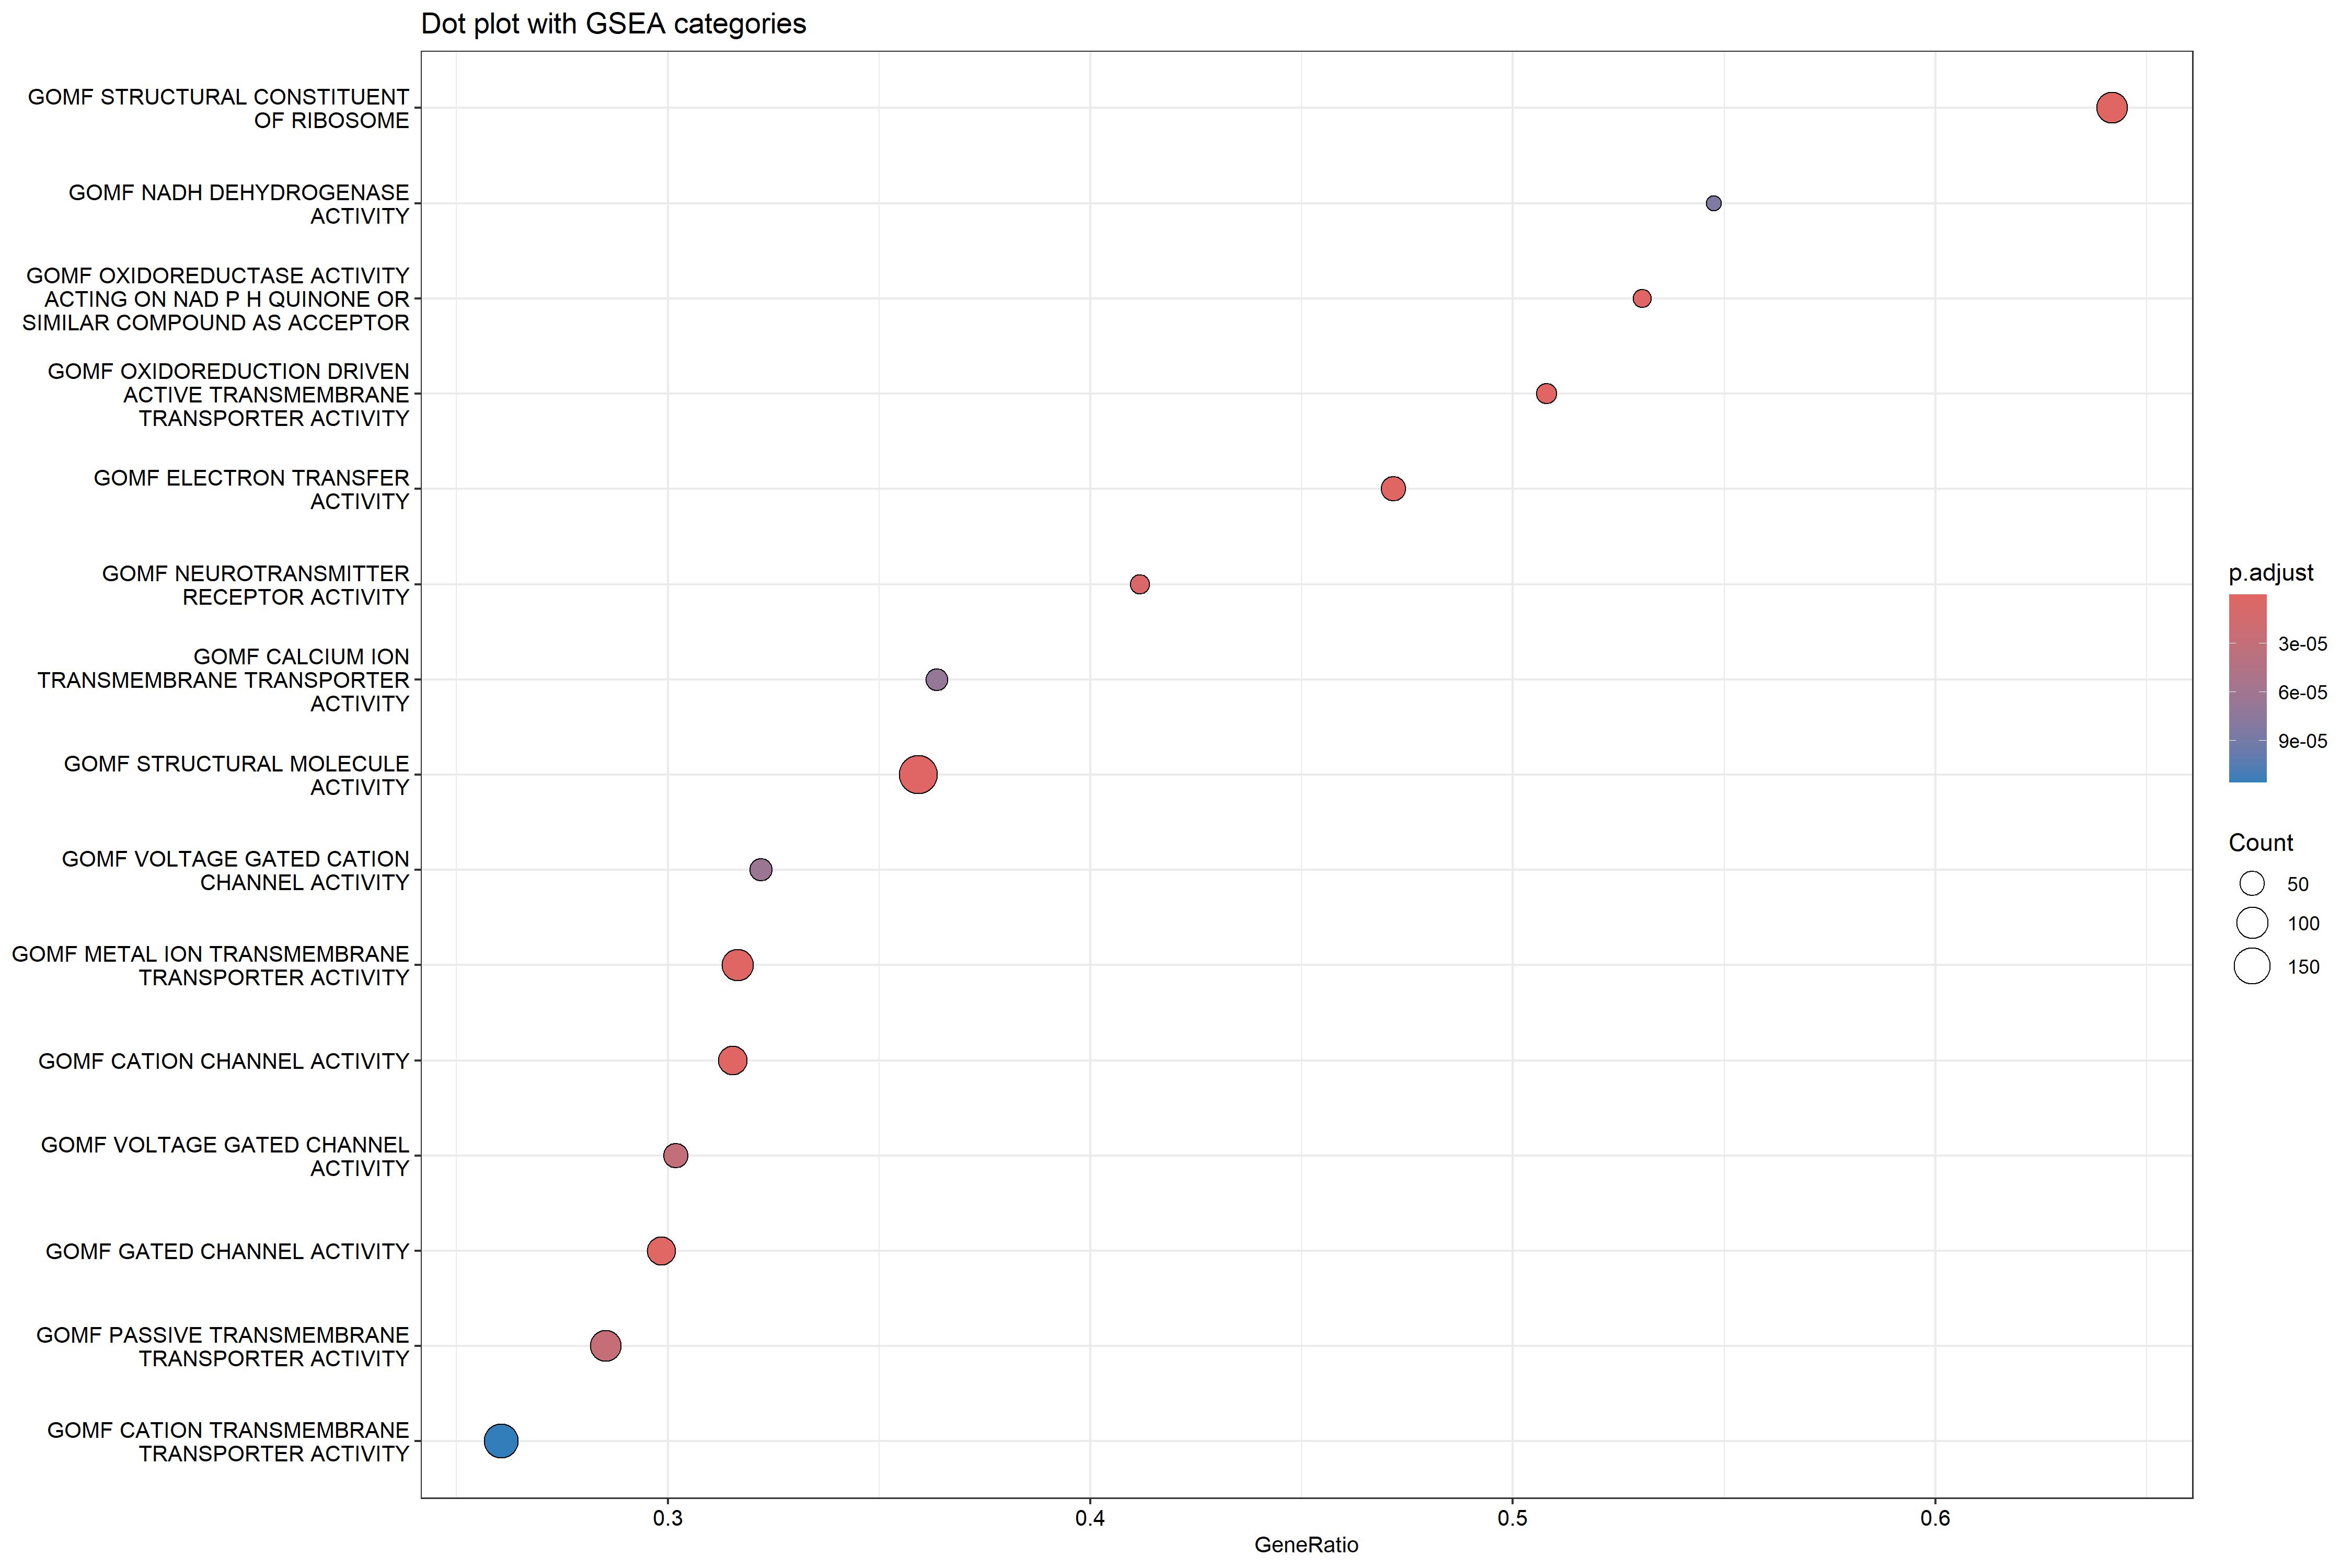 Dot plot with GSEA categories
GOMF STRUCTURAL CONSTITUENT
OF RIBOSOME
GOMF NADH DEHYDROGENASE
ACTIVITY
GOMF OXIDOREDUCTASE ACTIVITY
ACTING ON NAD P H QUINONE OR
SIMILAR COMPOUND AS ACCEPTOR
GOMF OXIDOREDUCTION DRIVEN
ACTIVE TRANSMEMBRANE
TRANSPORTER ACTIVITY
GOMF ELECTRON TRANSFER
ACTIVITY
GOMF NEUROTRANSMITTER
RECEPTOR ACTIVITY
GOMF CALCIUM ION
TRANSMEMBRANE TRANSPORTER
ACTIVITY
GOMF STRUCTURAL MOLECULE
ACTIVITY
GOMF VOLTAGE GATED CATION
CHANNEL ACTIVITY
GOMF METAL ION TRANSMEMBRANE
TRANSPORTER ACTIVITY
GOMF CATION CHANNEL ACTIVITY
GOMF VOLTAGE GATED CHANNEL
ACTIVITY
GOMF GATED CHANNEL ACTIVITY
GOMF PASSIVE TRANSMEMBRANE
TRANSPORTER ACTIVITY
GOMF CATION TRANSMEMBRANE
TRANSPORTER ACTIVITY
0.3 0.4 0.5 0.6
GeneRatio
p.adjust
3e-05
6e-05
9e-05
Count
50
100
150